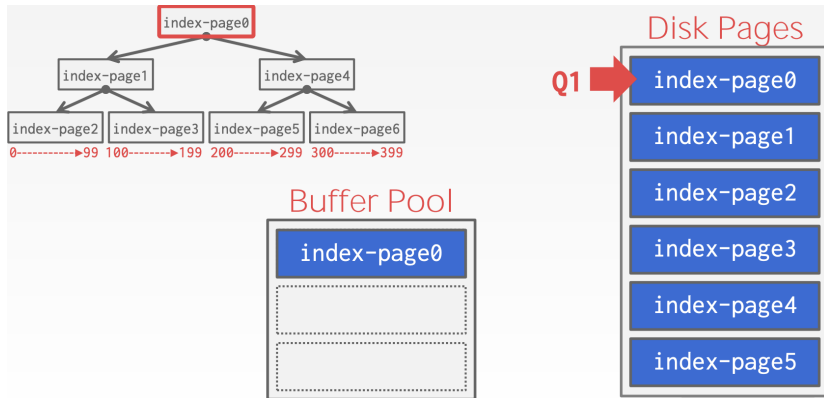 index-page0
index-page1
index-page4
index-page2
index-page3
index-page5
index-page6
0----------▸99
100-------▸199
200-------▸299
300-------▸399
Buffer Pool
index-page0
Disk Pages
Q1
index-page0
index-page1
index-page2
index-page3
index-page4
index-page5